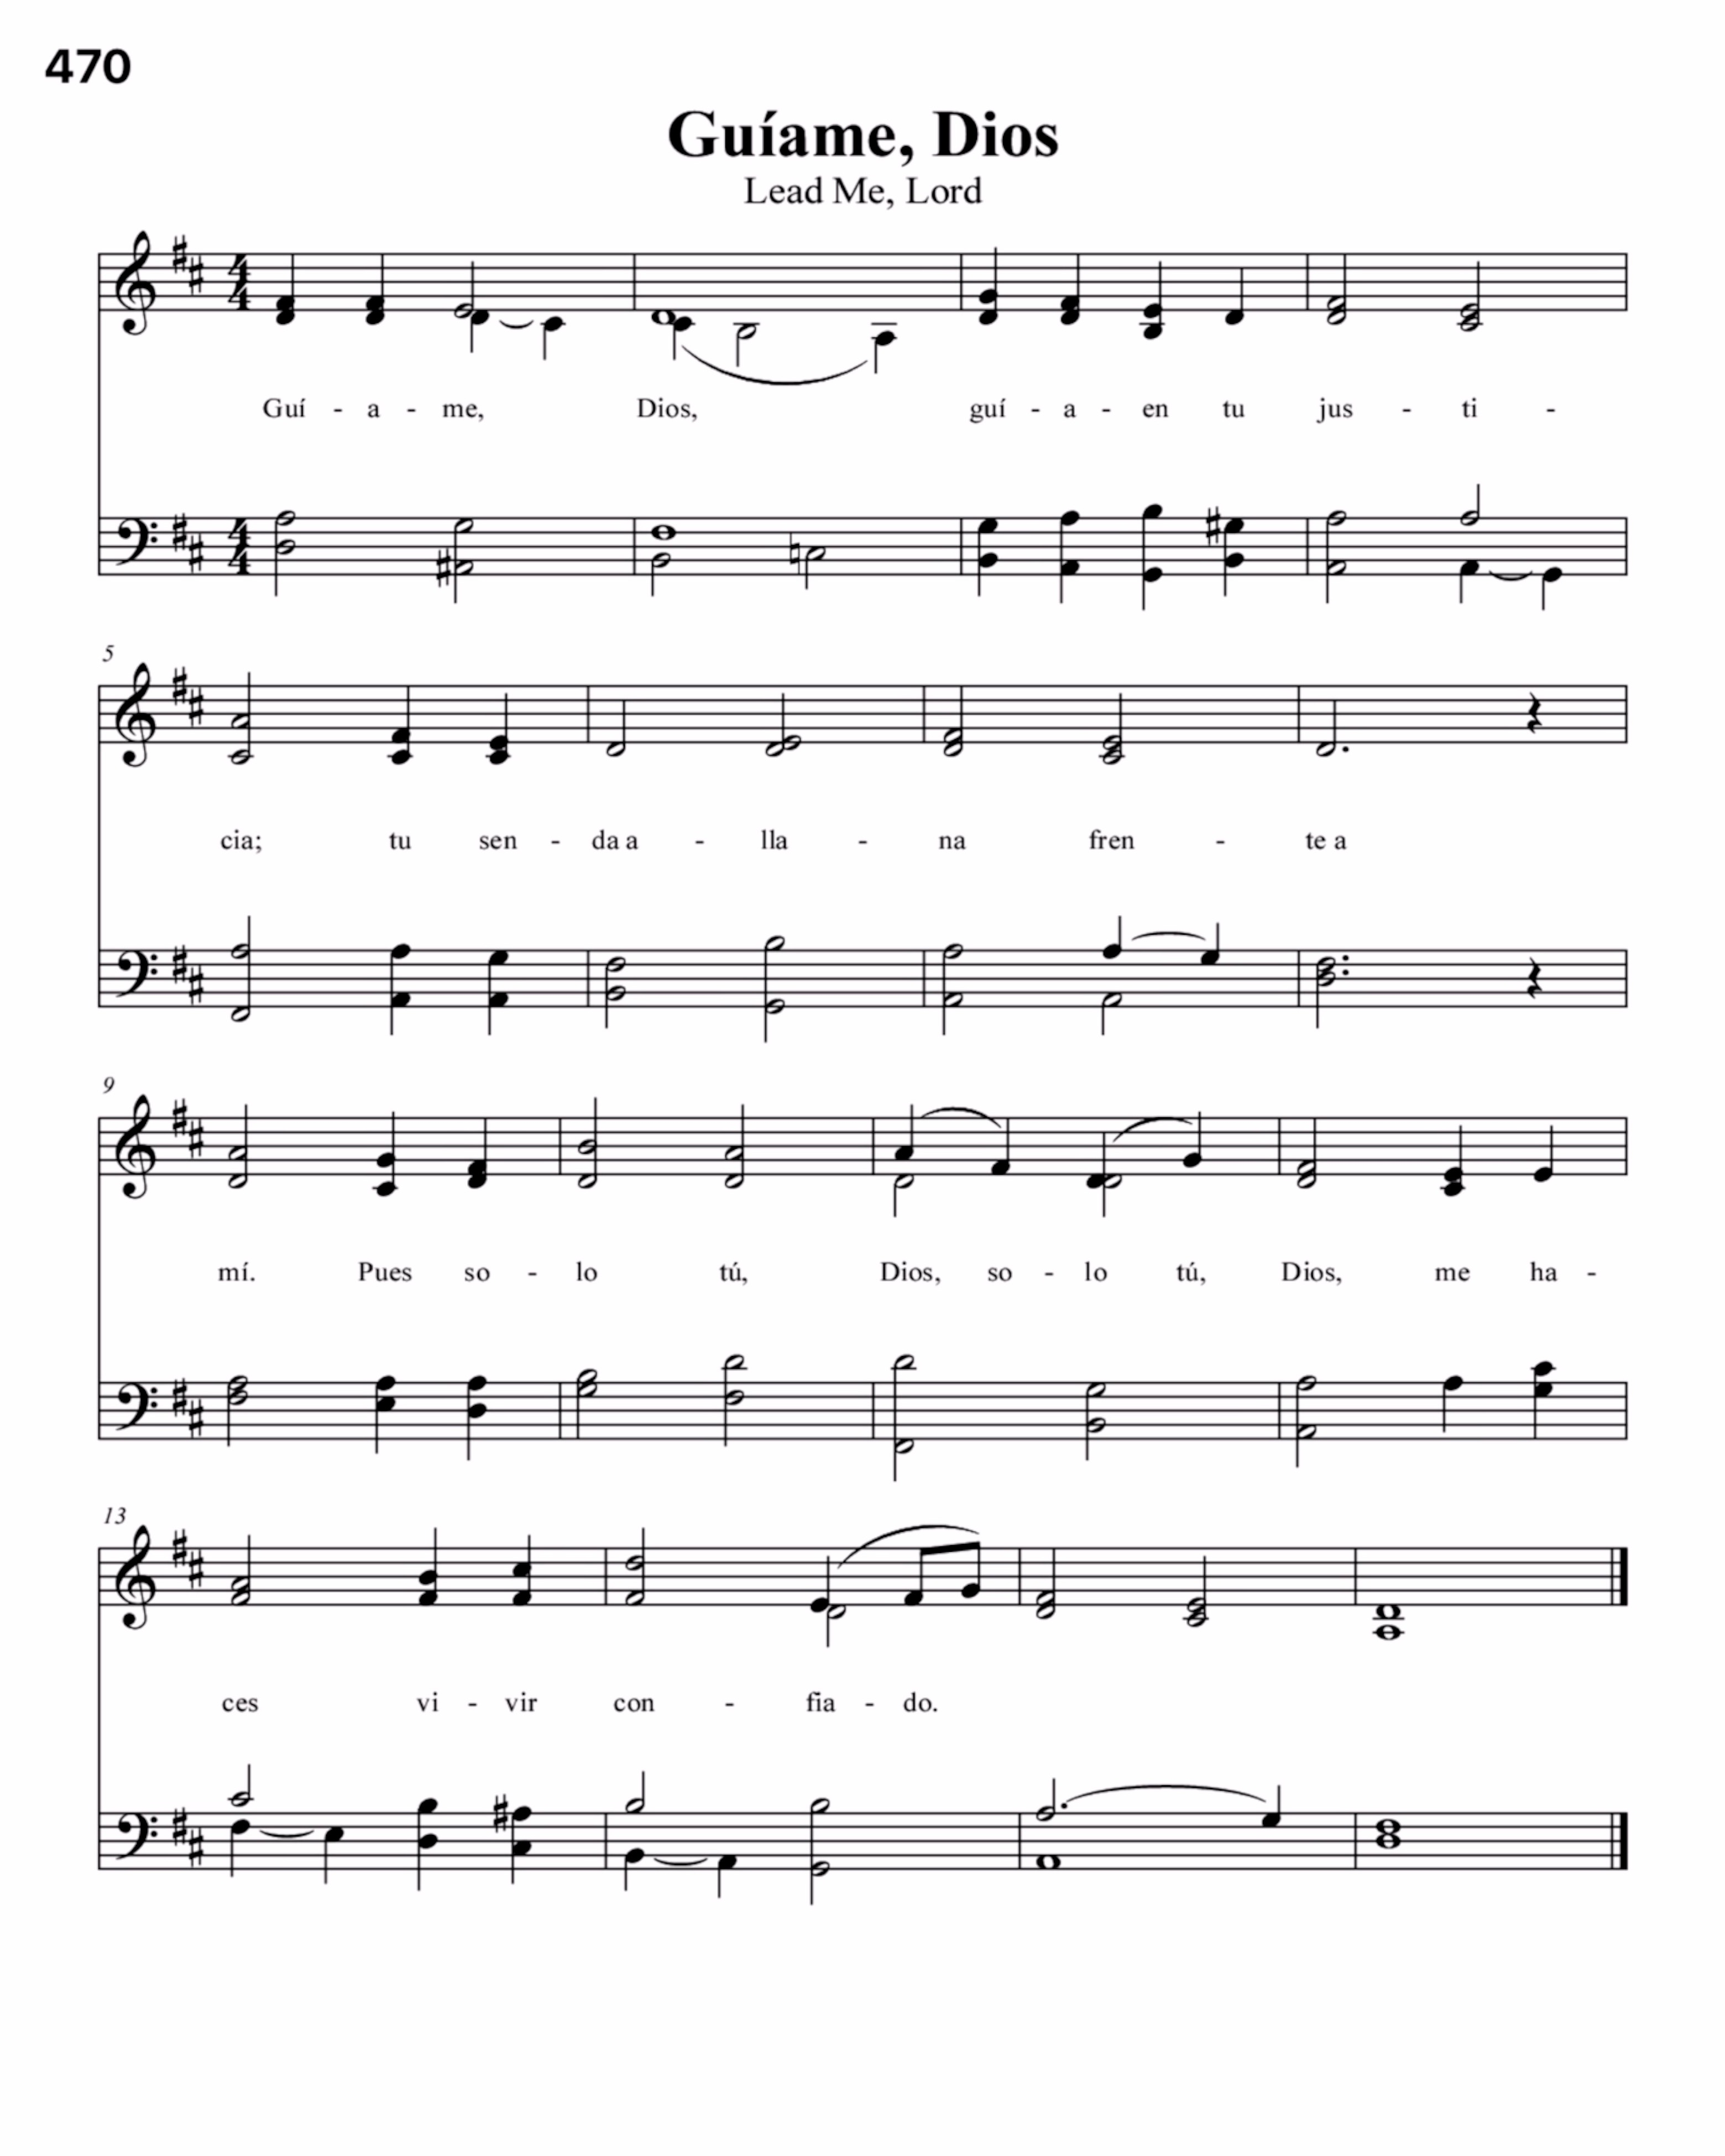 470
Guíame, Dios
Lead Me, Lord
Guí - a - me, Dios, guí - a - en tu jus - ti -
5
cia; tu sen - da a - lla - na fren - te a
9
mí. Pues so - lo tú, Dios, so - lo tú, Dios, me ha -
13
ces vi - vir con - fia - do.